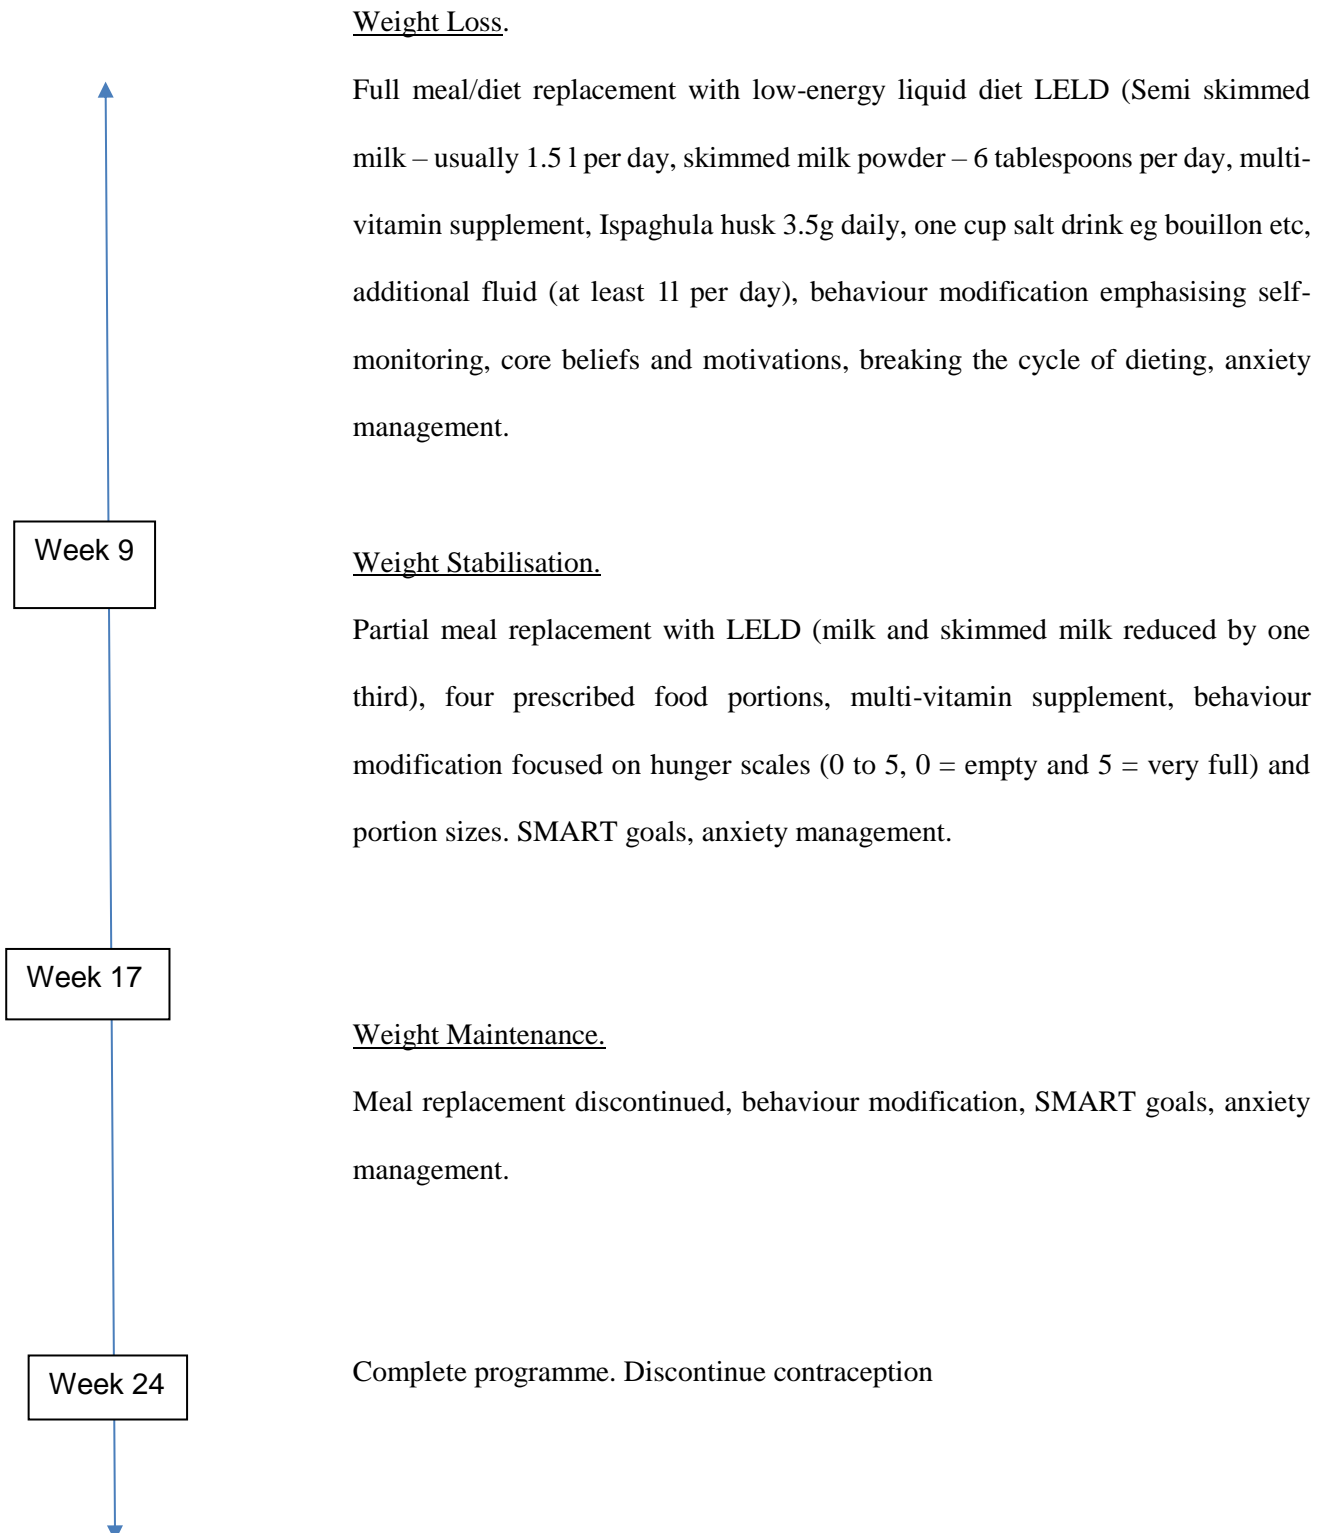 Weight Loss.
Full meal/diet replacement with low-energy liquid diet LELD (Semi skimmed
milk – usually 1.5 l per day, skimmed milk powder – 6 tablespoons per day, multi-
vitamin supplement, Ispaghula husk 3.5g daily, one cup salt drink eg bouillon etc,
additional fluid (at least 1l per day), behaviour modification emphasising self-
monitoring, core beliefs and motivations, breaking the cycle of dieting, anxiety
management.
Week 9
Weight Stabilisation.
Partial meal replacement with LELD (milk and skimmed milk reduced by one
third), four prescribed food portions, multi-vitamin supplement, behaviour
modification focused on hunger scales (0 to 5, 0 = empty and 5 = very full) and
portion sizes. SMART goals, anxiety management.
Week 17
Weight Maintenance.
Meal replacement discontinued, behaviour modification, SMART goals, anxiety
management.
Week 24
Complete programme. Discontinue contraception